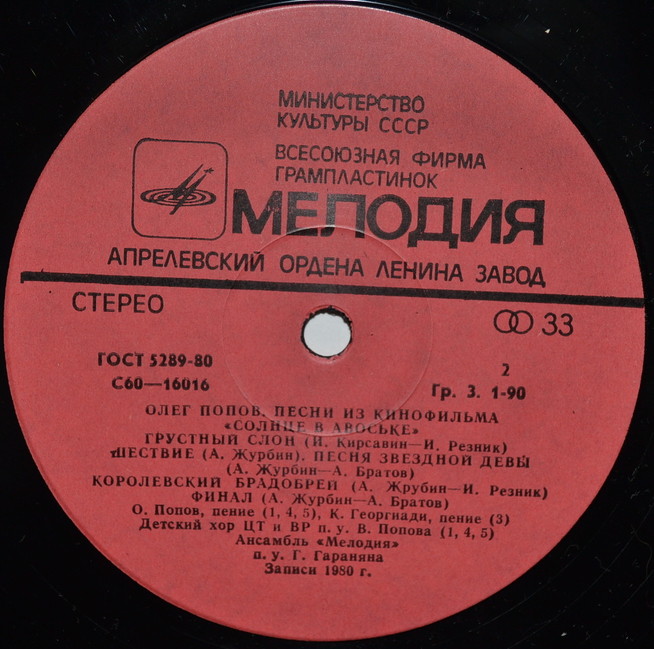 МИНИСТЕРСТВО
КУЛЬТУРЫ СССР
ВСЕСОЮЗНАЯ ФИРМА
ГРАМПЛАСТИНОК
МЕЛОДИЯ
АПРЕЛЕВСКИЙ ОРДЕНА ЛЕНИНА ЗАВОД
СТЕРЕО
33
ГОСТ 5289-80
С60—16016
2
Гр. 3. 1-90
ОЛЕГ ПОПОВ. ПЕСНИ ИЗ КИНОФИЛЬМА
«СОЛНЦЕ В АВОСЬКЕ»
ГРУСТНЫЙ СЛОН (И. Кирсавин—И. Резник)
ШЕСТВИЕ (А. Журбин). ПЕСНЯ ЗВЕЗДНОЙ ДЕВЫ
(А. Журбин—А. Братов)
КОРОЛЕВСКИЙ БРАДОБРЕЙ (А. Жрубин—И. Резник)
ФИНАЛ (А. Журбин—А. Братов)
О. Попов, пение (1, 4, 5), К. Георгиади, пение (3)
Детский хор ЦТ и ВР п. у. В. Попова (1, 4, 5)
Ансамбль «Мелодия»
п. у. Г. Гараняна
Записи 1980 г.